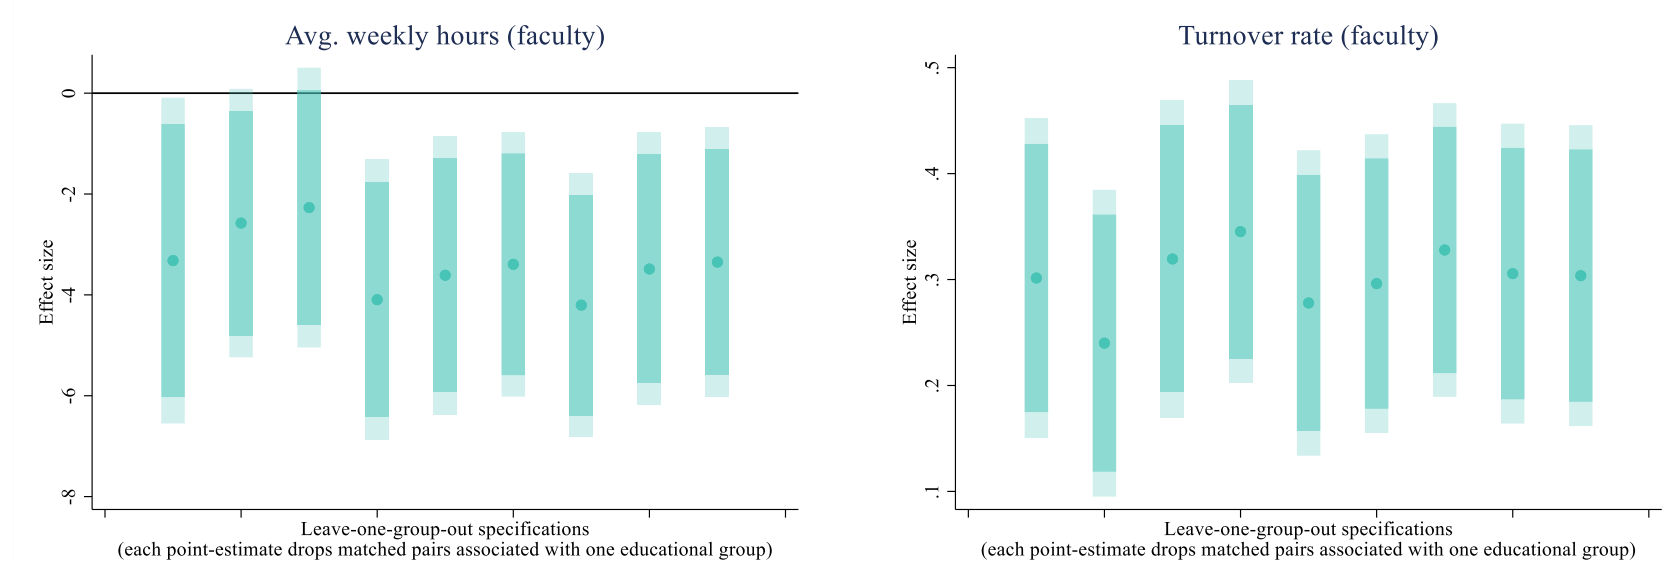 Avg. weekly hours (faculty)
0
-2
-4
-6
-8
Effect size
Leave-one-group-out specifications
(each point-estimate drops matched pairs associated with one educational group)
Turnover rate (faculty)
.5
.4
.3
.2
.1
Effect size
Leave-one-group-out specifications
(each point-estimate drops matched pairs associated with one educational group)